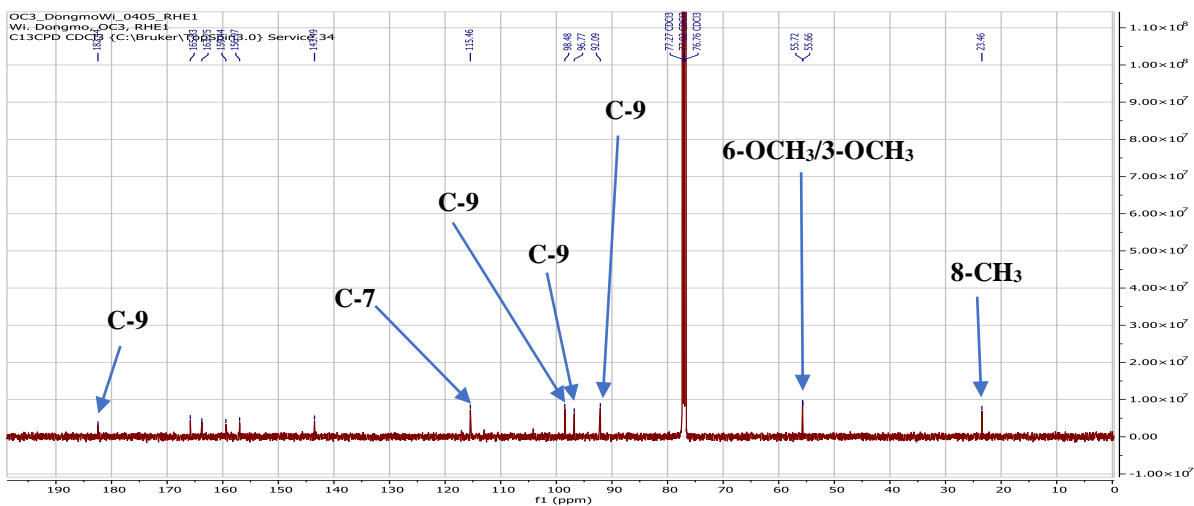 OC3_DongmoWi_0405_RHE1
Wi. Dongmo, OC3, RHE1
C13CPD CDCl3 {C:\Bruker\TopSpin3.0} Service 34
143.49
115.46
98.48
96.77
92.09
77.27 CDCl3
76.76 CDCl3
55.72
55.66
23.46
1.10×10⁸
1.00×10⁸
9.00×10⁷
8.00×10⁷
7.00×10⁷
6.00×10⁷
5.00×10⁷
4.00×10⁷
3.00×10⁷
2.00×10⁷
1.00×10⁷
0.00
-1.00×10⁷
C-9
C-7
C-9
C-9
C-9
6-OCH₃/3-OCH₃
8-CH₃
190 180 170 160 150 140 130 120 110 100 90 80 70 60 50 40 30 20 10 0
f1 (ppm)